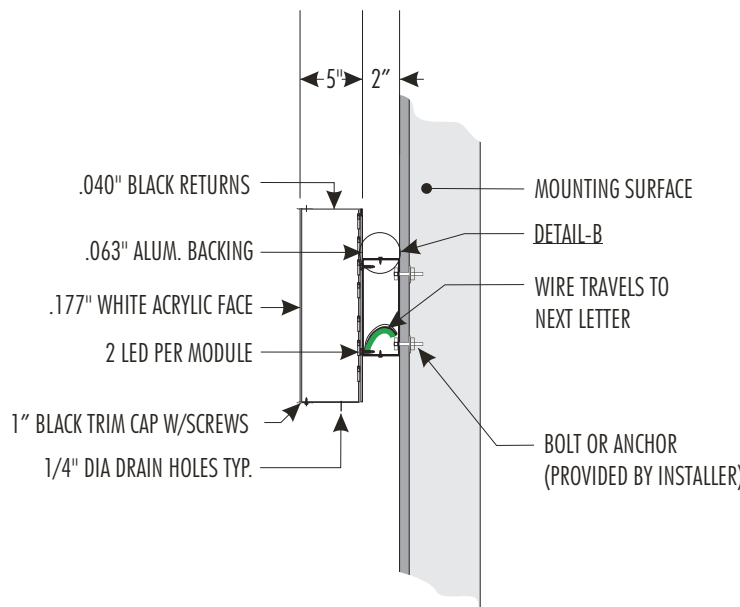 5" 2″
.040" BLACK RETURNS
.063" ALUM. BACKING
.177" WHITE ACRYLIC FACE
2 LED PER MODULE
1″ BLACK TRIM CAP W/SCREWS
1/4" DIA DRAIN HOLES TYP.
MOUNTING SURFACE
DETAIL-B
WIRE TRAVELS TO
NEXT LETTER
BOLT OR ANCHOR
(PROVIDED BY INSTALLER)